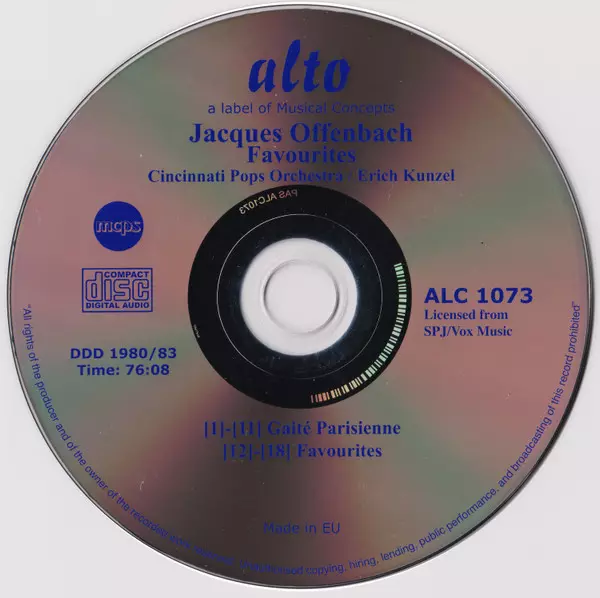 alto
a label of Musical Concepts
Jacques Offenbach
Favourites
Cincinnati Pops Orchestra · Erich Kunzel
PAS ALC1073
mcps
COMPACT
disc
DIGITAL AUDIO
ALC 1073
Licensed from
SPJ/Vox Music
DDD 1980/83
Time: 76:08
[1]-[11] Gaité Parisienne
[12]-[18] Favourites
Made in EU
"All rights of the producer and of the owner of the recorded work reserved. Unauthorised copying, hiring, lending, public performance, and broadcasting of this record prohibited"